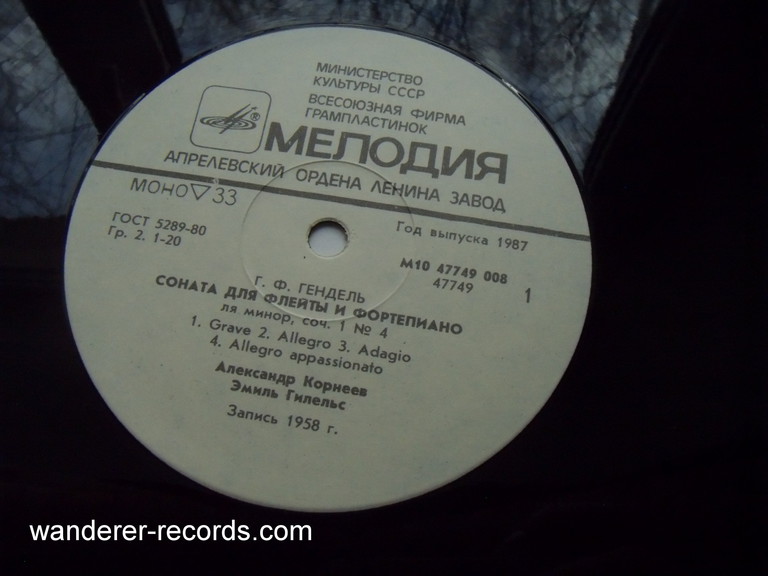 МИНИСТЕРСТВО
КУЛЬТУРЫ СССР
ВСЕСОЮЗНАЯ ФИРМА
ГРАМПЛАСТИНОК
®
МЕЛОДИЯ
АПРЕЛЕВСКИЙ ОРДЕНА ЛЕНИНА ЗАВОД
МОНО ▽ 33
ГОСТ 5289-80
Гр. 2. 1-20
Год выпуска 1987
М10 47749 008
47749
1
Г. Ф. ГЕНДЕЛЬ
СОНАТА ДЛЯ ФЛЕЙТЫ И ФОРТЕПИАНО
ля минор, соч. 1 № 4
1. Grave 2. Allegro 3. Adagio
4. Allegro appassionato
Александр Корнеев
Эмиль Гилельс
Запись 1958 г.
wanderer-records.com